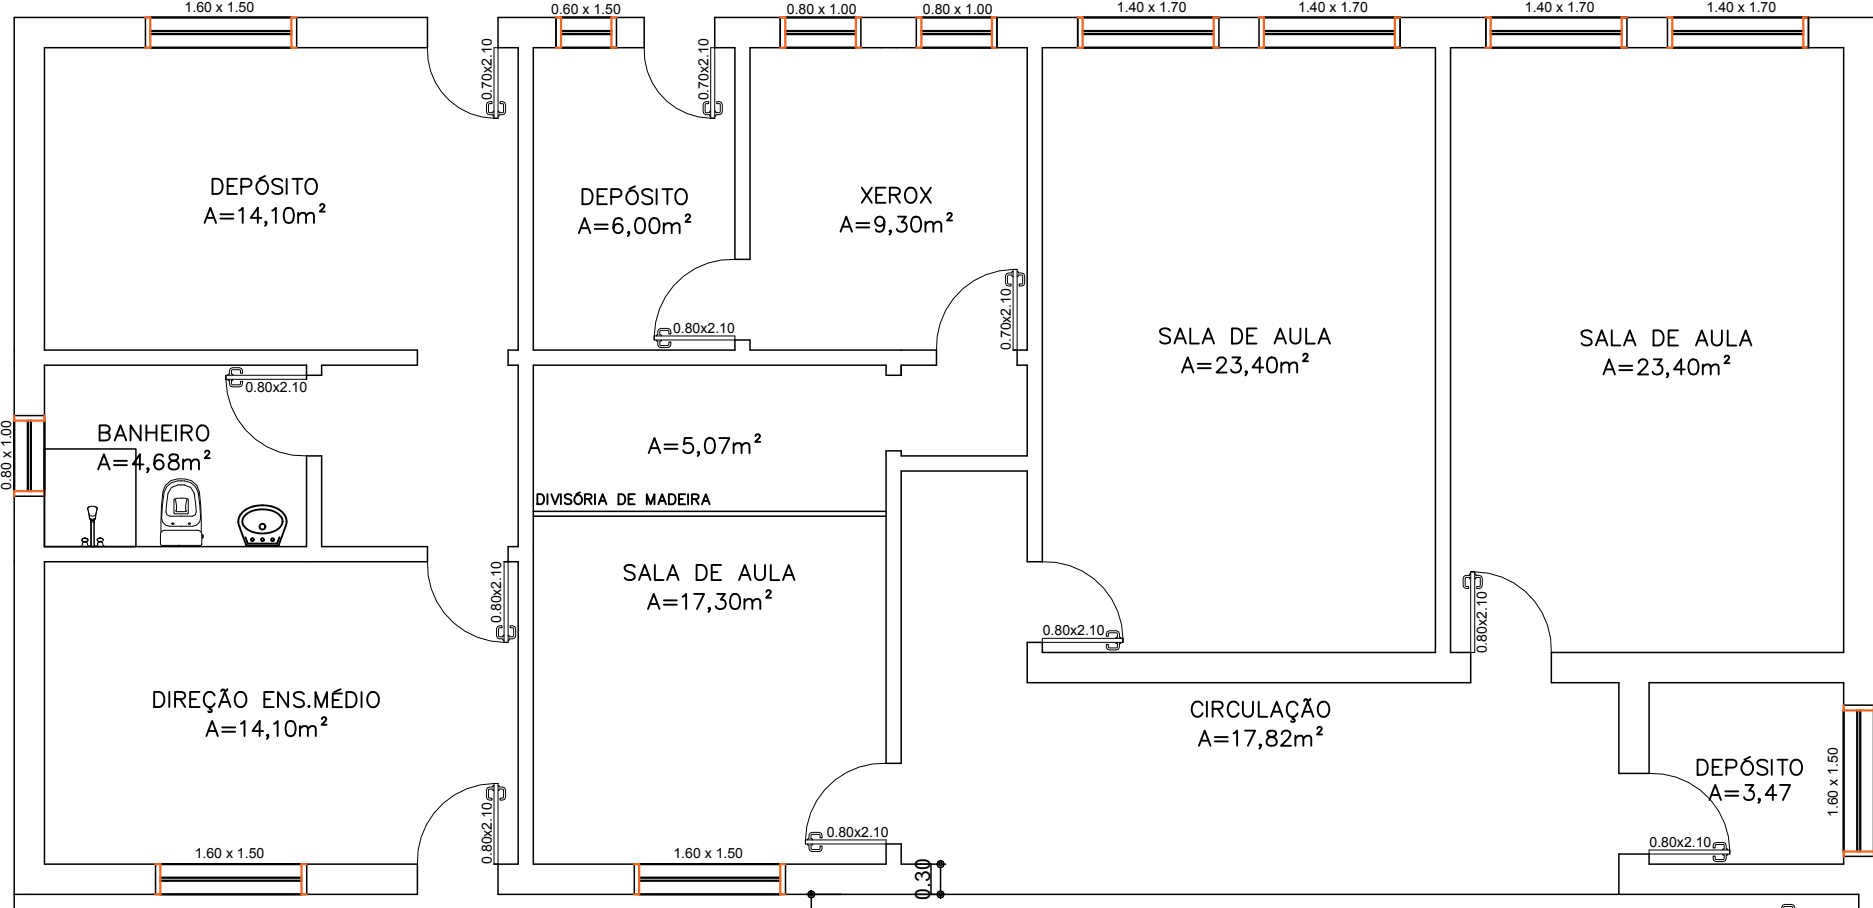 1.60 x 1.50
0.60 x 1.50
0.80 x 1.00
0.80 x 1.00
1.40 x 1.70
1.40 x 1.70
1.40 x 1.70
1.40 x 1.70
0.70x2.10
0.70x2.10
DEPÓSITO
A=14,10m²
DEPÓSITO
A=6,00m²
XEROX
A=9,30m²
0.80x2.10
0.70x2.10
SALA DE AULA
A=23,40m²
SALA DE AULA
A=23,40m²
0.80x2.10
0.80 x 1.00
BANHEIRO
A=4,68m²
A=5,07m²
DIVISÓRIA DE MADEIRA
SALA DE AULA
A=17,30m²
0.80x2.10
0.80x2.10
0.80x2.10
DIREÇÃO ENS.MÉDIO
A=14,10m²
CIRCULAÇÃO
A=17,82m²
DEPÓSITO
A=3,47
1.60 x 1.50
0.80x2.10
0.80x2.10
0.80x2.10
1.60 x 1.50
1.60 x 1.50
0.30